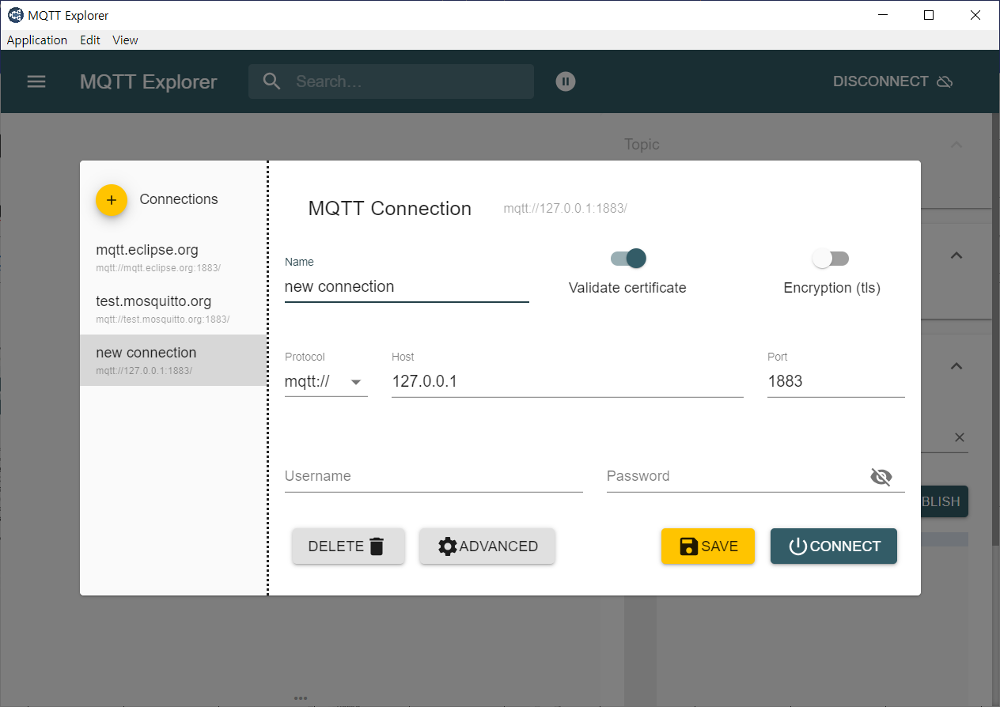 MQTT Explorer
Application Edit View
MQTT Explorer Search... DISCONNECT
Topic
Connections
mqtt.eclipse.org
mqtt://mqtt.eclipse.org:1883/
test.mosquitto.org
mqtt://test.mosquitto.org:1883/
new connection
mqtt://127.0.0.1:1883/
MQTT Connection mqtt://127.0.0.1:1883/
Name
new connection
Validate certificate
Encryption (tls)
Protocol Host Port
mqtt:// 127.0.0.1 1883
Username Password
BLISH
DELETE ADVANCED SAVE CONNECT